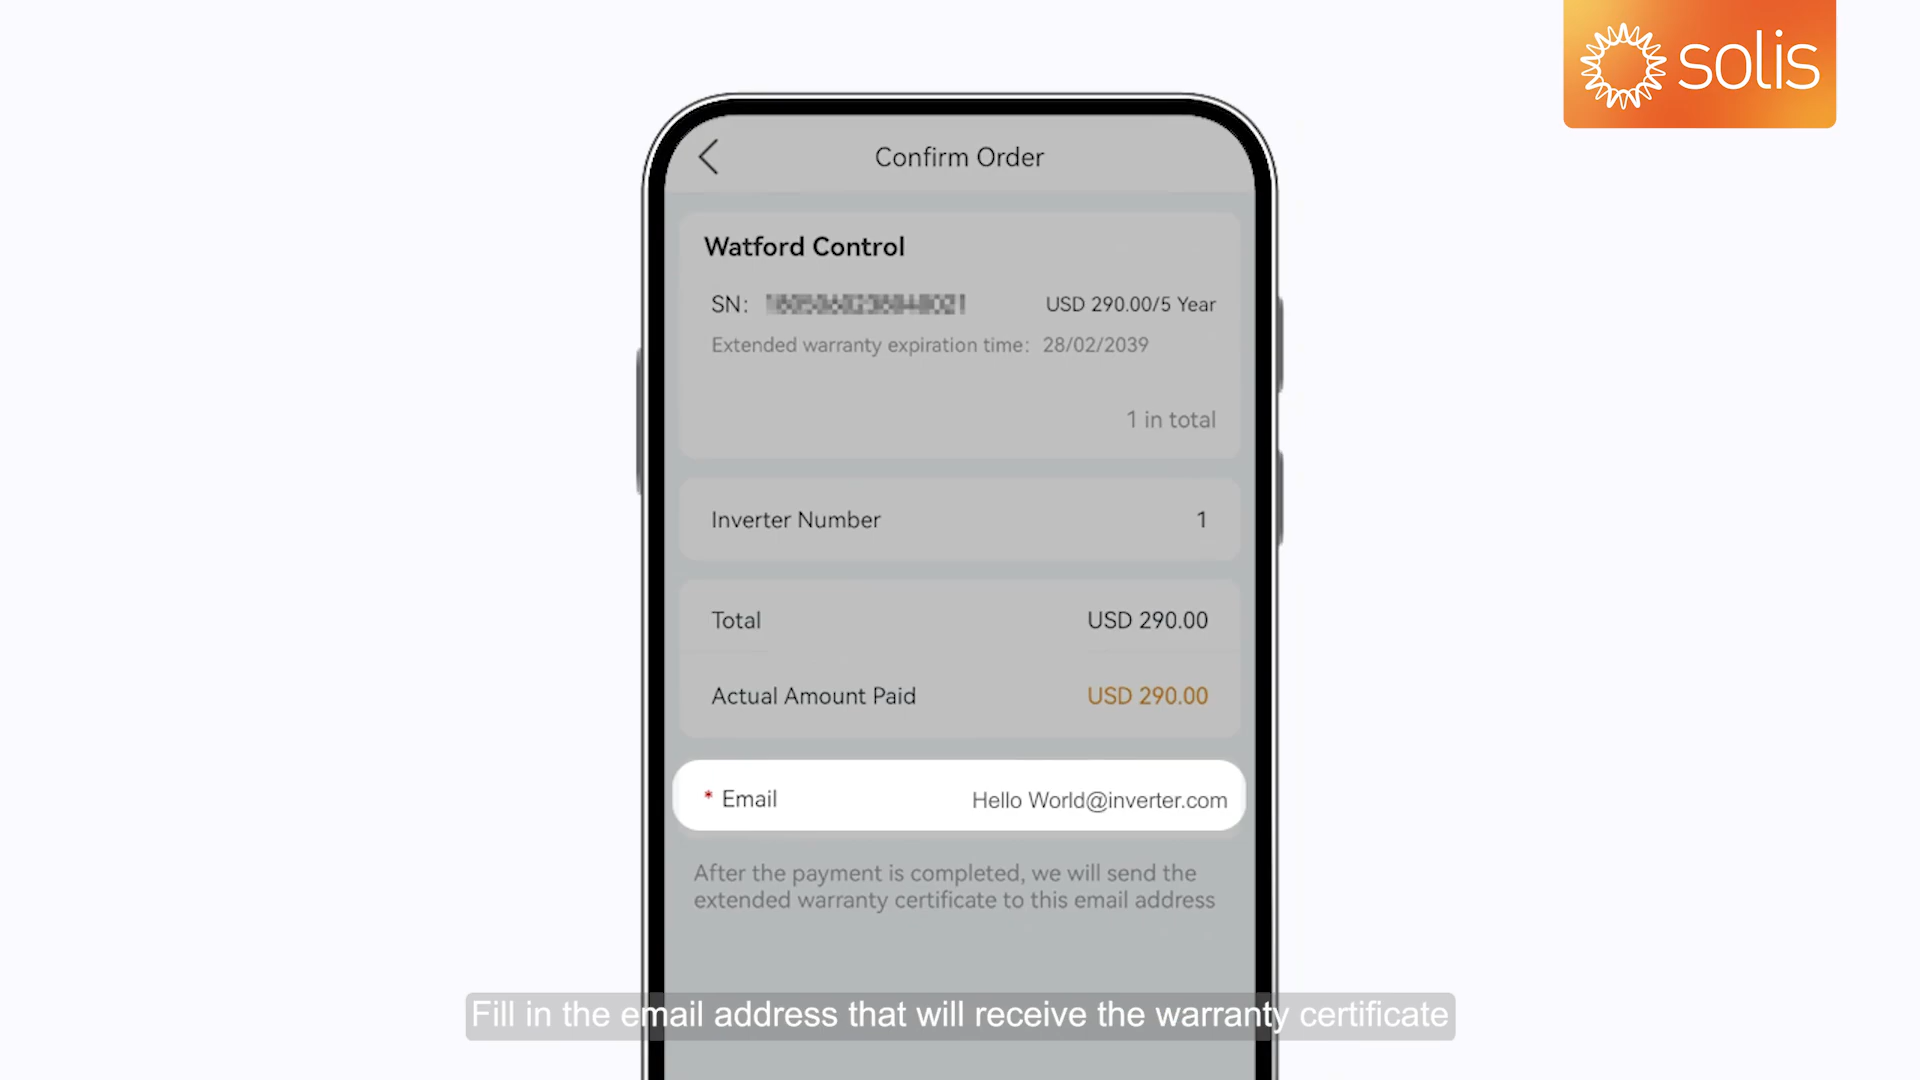 solis
Confirm Order
Watford Control
SN: USD 290.00/5 Year
Extended warranty expiration time: 28/02/2039
1 in total
Inverter Number 1
Total USD 290.00
Actual Amount Paid USD 290.00
* Email Hello World@inverter.com
After the payment is completed, we will send the
extended warranty certificate to this email address
Fill in the email address that will receive the warranty certificate